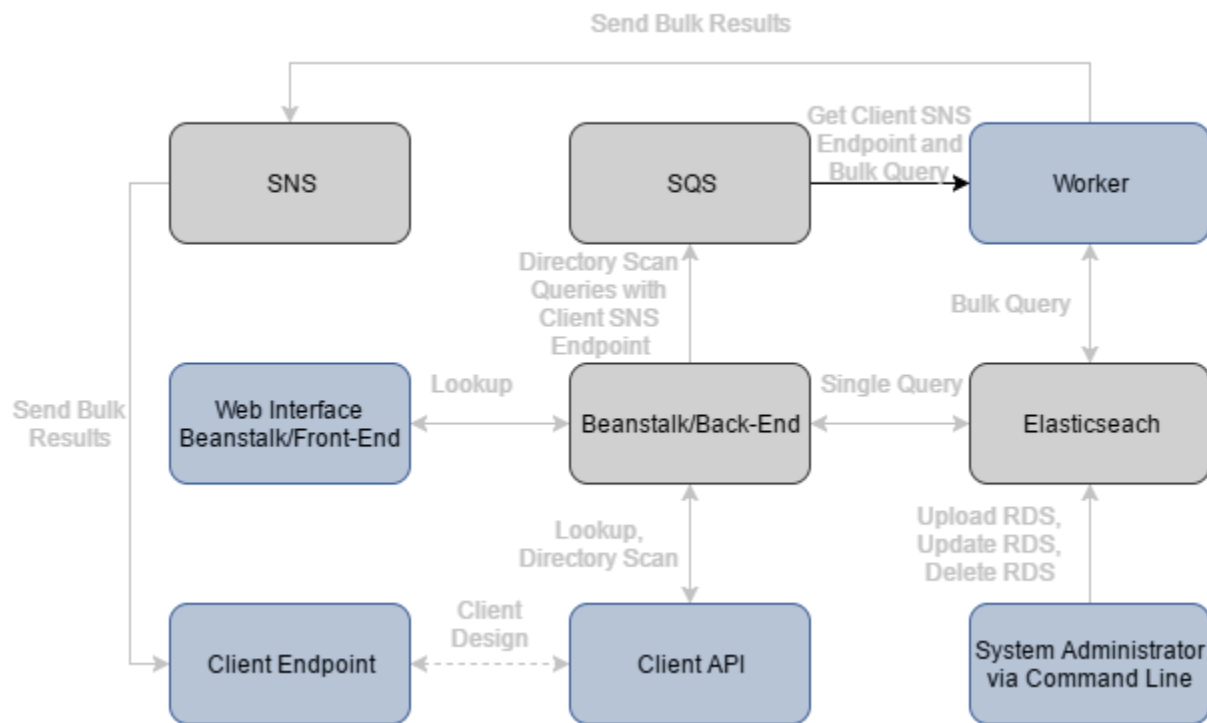 Send Bulk Results
SNS
SQS
Get Client SNS
Endpoint and
Bulk Query
Worker
Directory Scan
Queries with
Client SNS
Endpoint
Bulk Query
Send Bulk
Results
Web Interface
Beanstalk/Front-End
Lookup
Beanstalk/Back-End
Single Query
Elasticseach
Lookup,
Directory Scan
Upload RDS,
Update RDS,
Delete RDS
Client Endpoint
Client
Design
Client API
System Administrator
via Command Line